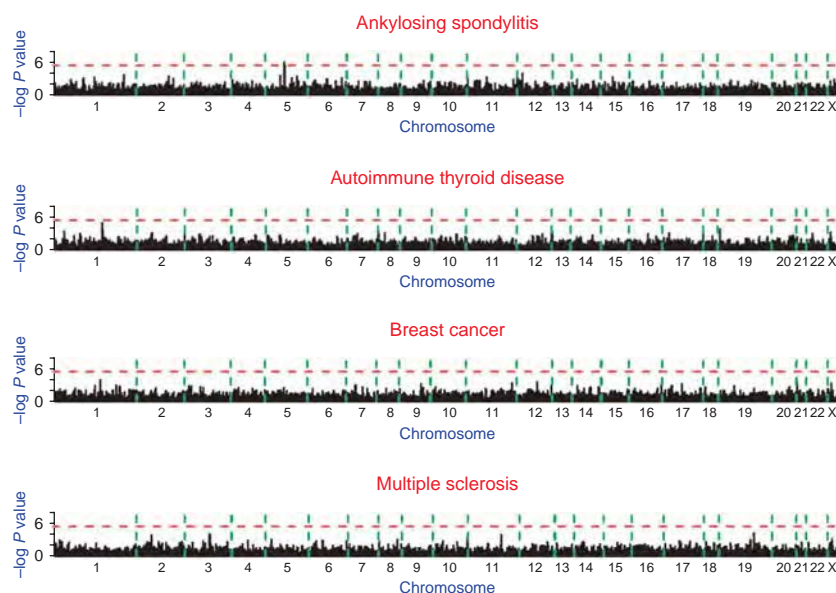 Ankylosing spondylitis
–log P value
6
0
1 2 3 4 5 6 7 8 9 10 11 12 13 14 15 16 17 18 19 20 21 22 X
Chromosome
Autoimmune thyroid disease
–log P value
6
0
1 2 3 4 5 6 7 8 9 10 11 12 13 14 15 16 17 18 19 20 21 22 X
Chromosome
Breast cancer
–log P value
6
0
1 2 3 4 5 6 7 8 9 10 11 12 13 14 15 16 17 18 19 20 21 22 X
Chromosome
Multiple sclerosis
–log P value
6
0
1 2 3 4 5 6 7 8 9 10 11 12 13 14 15 16 17 18 19 20 21 22 X
Chromosome